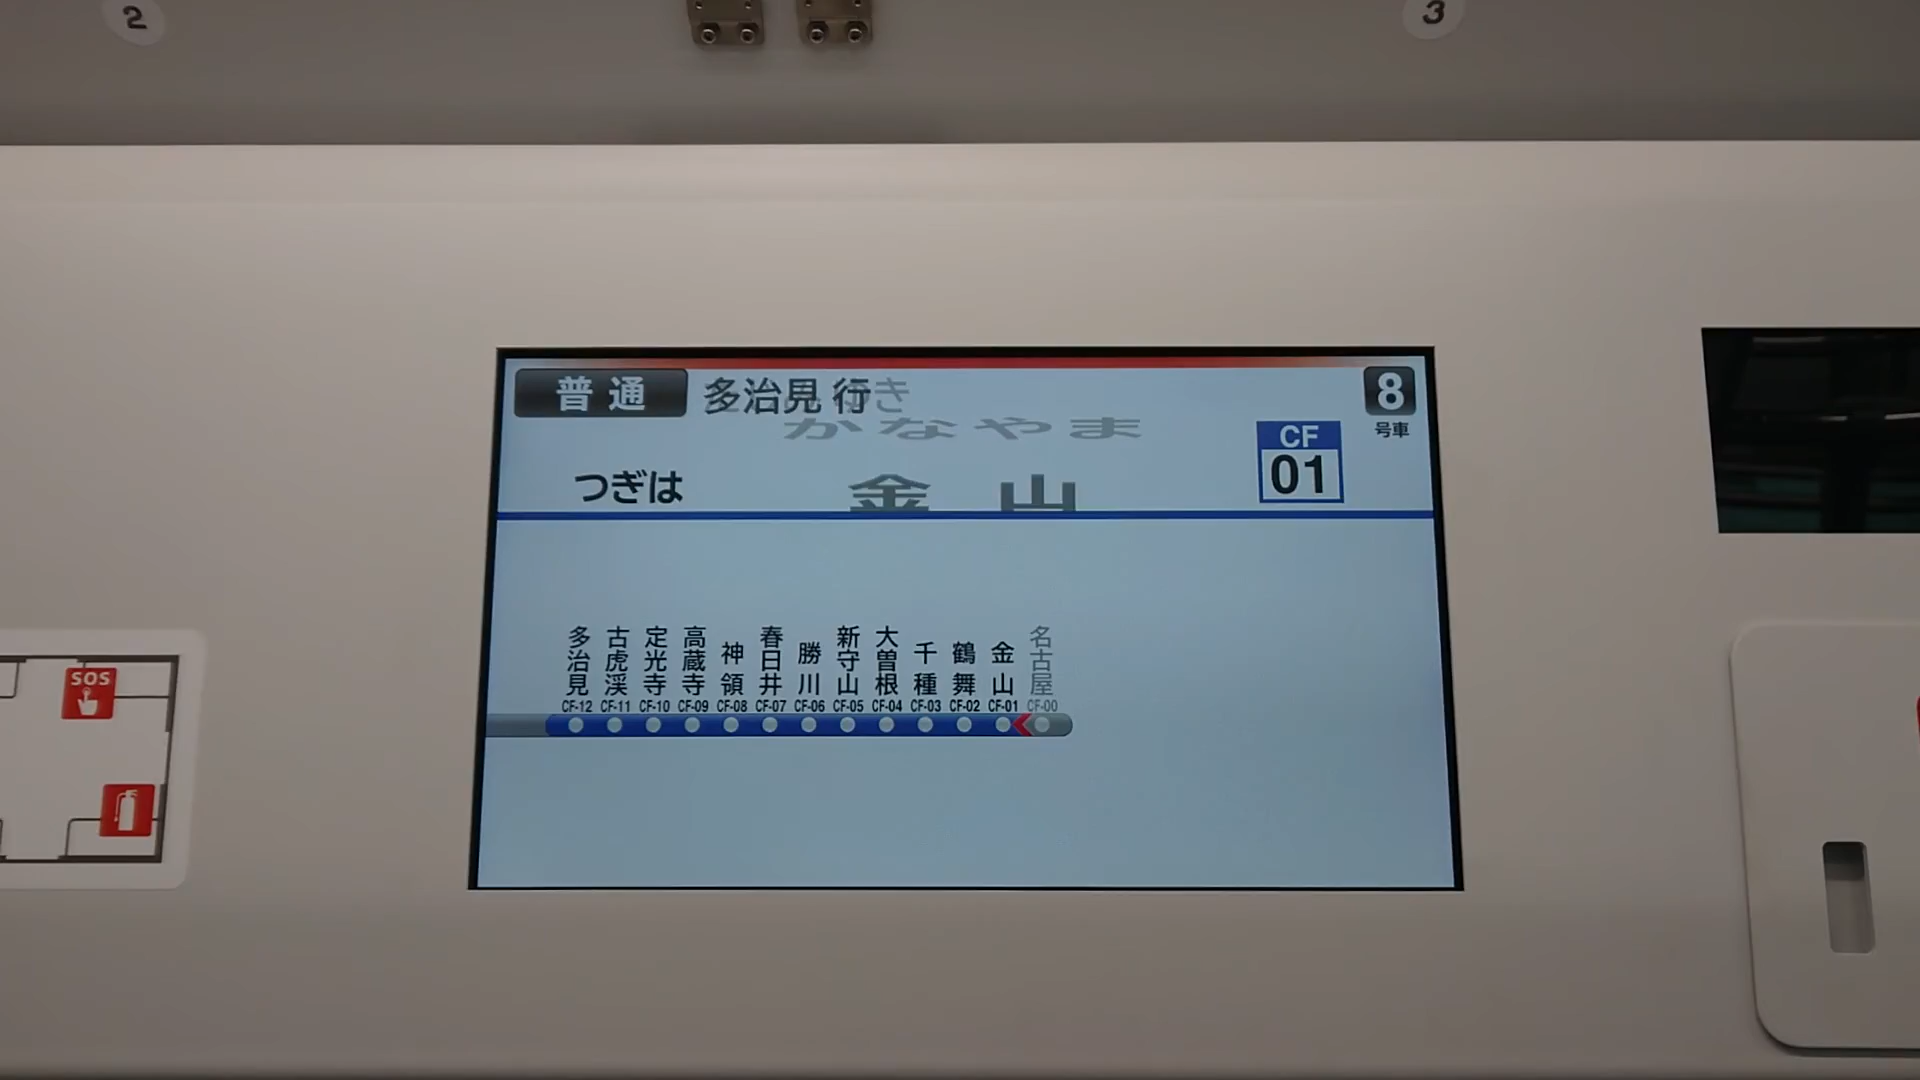 2
3
普通 多治見 行
8
号車
かなやま
CF
01
つぎは 金山
多治見 古虎渓 定光寺 高蔵寺 神領 春日井 勝川 新守山 大曽根 千種 鶴舞 金山 名古屋
CF-12 CF-11 CF-10 CF-09 CF-08 CF-07 CF-06 CF-05 CF-04 CF-03 CF-02 CF-01 CF-00
SOS